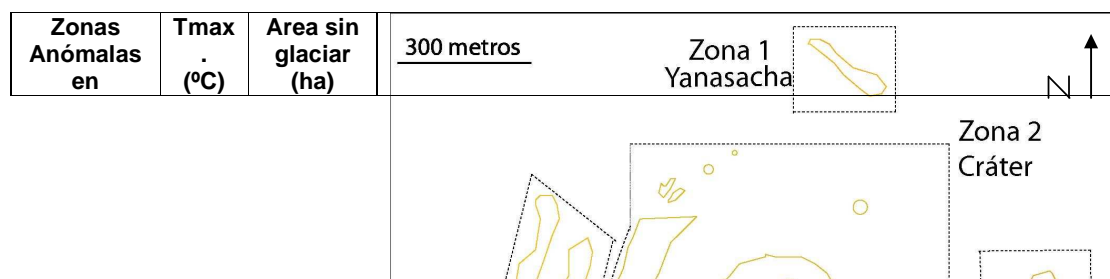 Zonas
Anómalas
en
Tmax
.
(ºC)
Area sin
glaciar
(ha)
300 metros
Zona 1
Yanasacha
N
Zona 2
Cráter